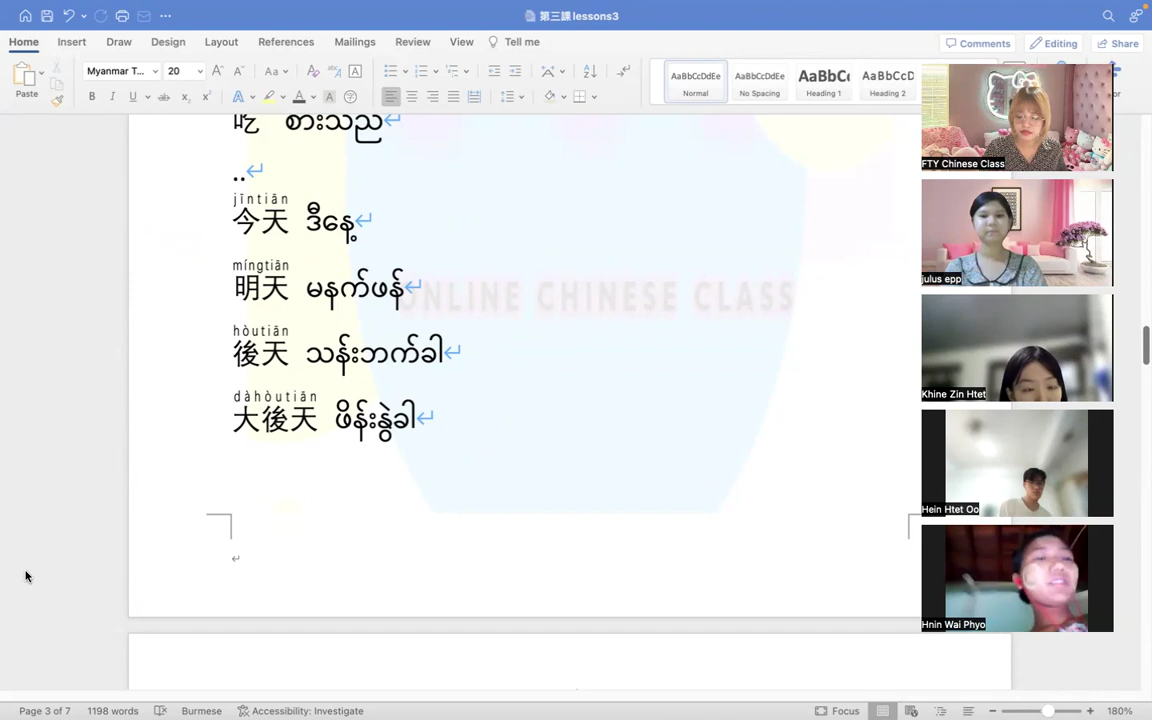 第三課lessons3
Home Insert Draw Design Layout References Mailings Review View Tell me Comments Editing Share
Paste Myanmar T... 20 Aa A
B I U ab x₂ x² A A A
AaBbCcDdEe AaBbCcDdEe AaBbC AaBbCcD
Normal No Spacing Heading 1 Heading 2
吃 စားသည်
..
jīntiān
今天 ဒီနေ့
míngtiān
明天 မနက်ဖန်
ONLINE CHINESE CLASS
hòutiān
後天 သန်းဘက်ခါ
dàhòutiān
大後天 ဖိန်းနွဲခါ
FTY Chinese Class
julus epp
Khine Zin Htet
Hein Htet Oo
Hnin Wai Phyo
Page 3 of 7 1198 words Burmese Accessibility: Investigate Focus 180%